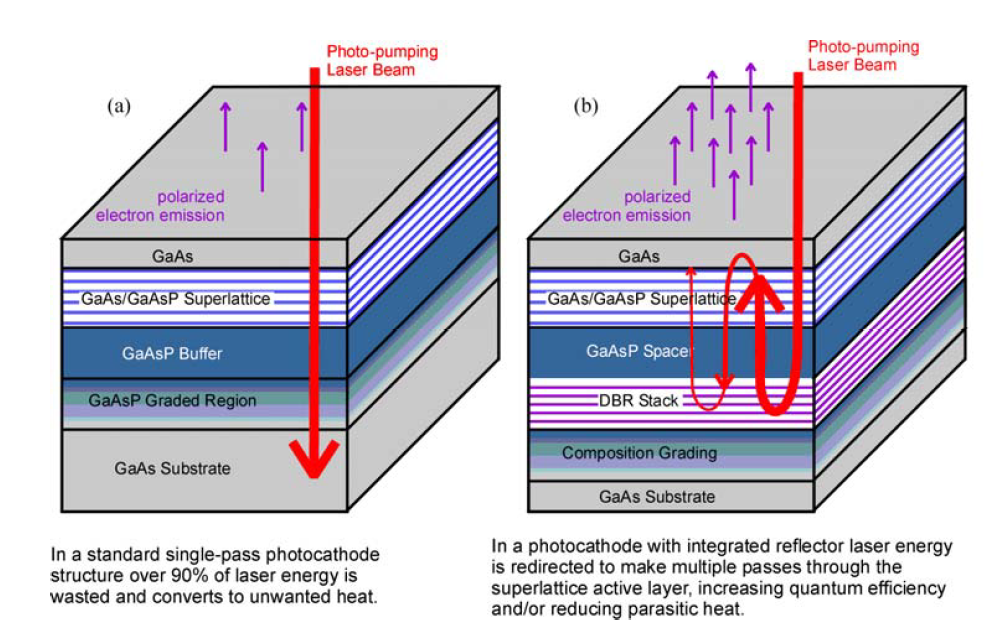 Photo-pumping
Laser Beam
(a)
polarized
electron emission
GaAs
GaAs/GaAsP Superlattice
GaAsP Buffer
GaAsP Graded Region
GaAs Substrate
In a standard single-pass photocathode
structure over 90% of laser energy is
wasted and converts to unwanted heat.
Photo-pumping
Laser Beam
(b)
polarized
electron emission
GaAs
GaAs/GaAsP Superlattice
GaAsP Spacer
DBR Stack
Composition Grading
GaAs Substrate
In a photocathode with integrated reflector laser energy
is redirected to make multiple passes through the
superlattice active layer, increasing quantum efficiency
and/or reducing parasitic heat.